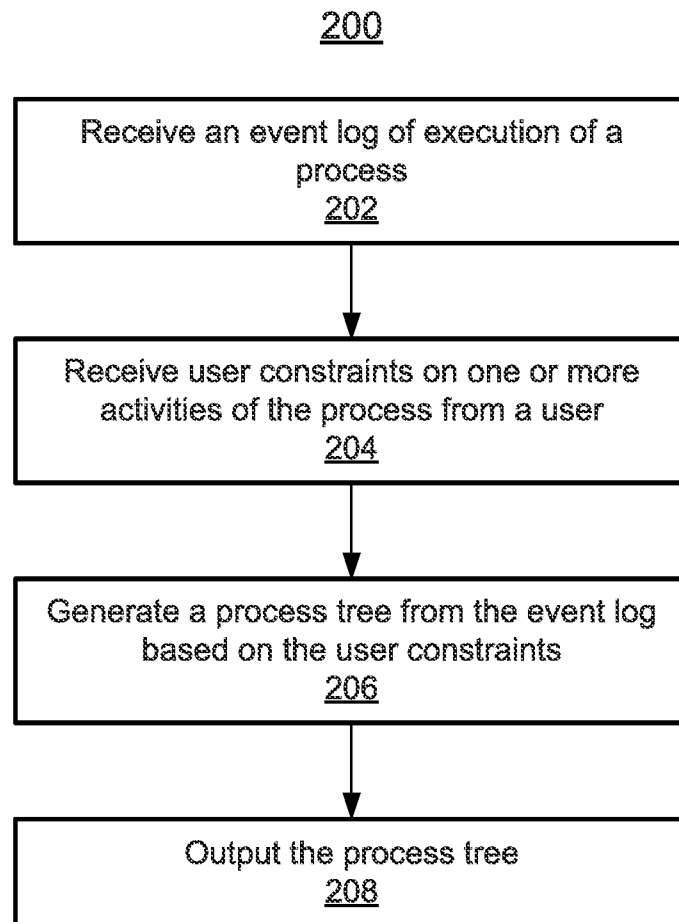 200
Receive an event log of execution of a
process
202
Receive user constraints on one or more
activities of the process from a user
204
Generate a process tree from the event log
based on the user constraints
206
Output the process tree
208